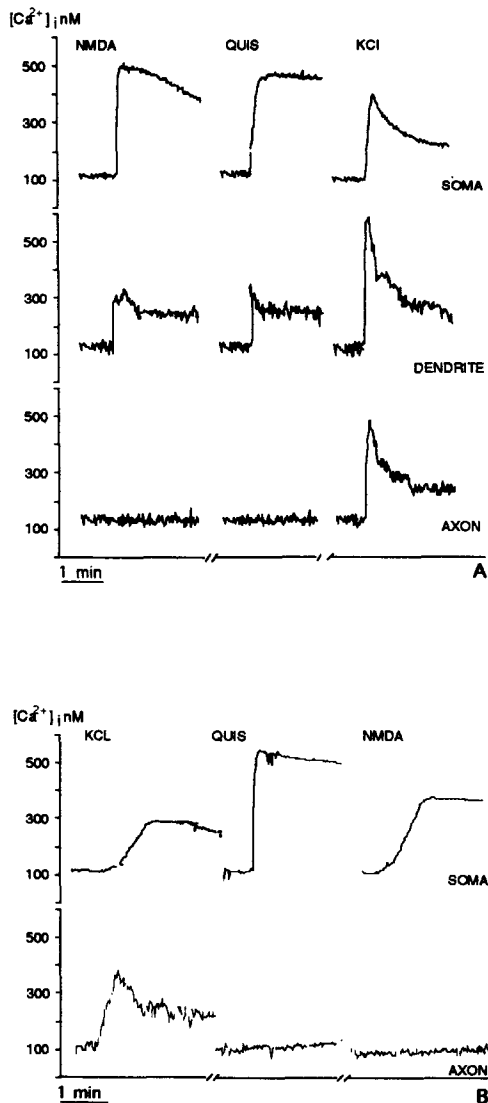 [Ca²⁺]i nM
NMDA QUIS KCl
500
300
100
SOMA
500
300
100
DENDRITE
500
300
100
AXON
1 min
A
[Ca²⁺]i nM
KCL QUIS NMDA
500
300
100
SOMA
500
300
100
AXON
1 min
B